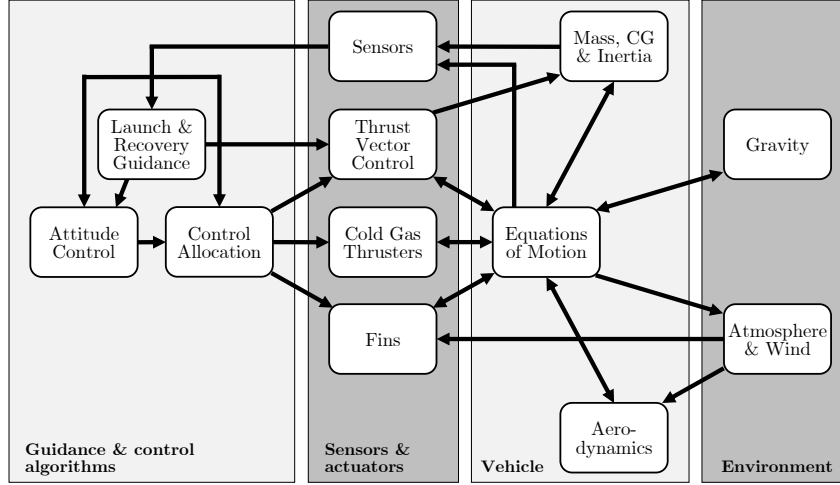 Sensors
Mass, CG
& Inertia
Launch &
Recovery
Guidance
Thrust
Vector
Control
Gravity
Attitude
Control
Control
Allocation
Cold Gas
Thrusters
Equations
of Motion
Fins
Atmosphere
& Wind
Aero-
dynamics
Guidance & control
algorithms
Sensors &
actuators
Vehicle
Environment